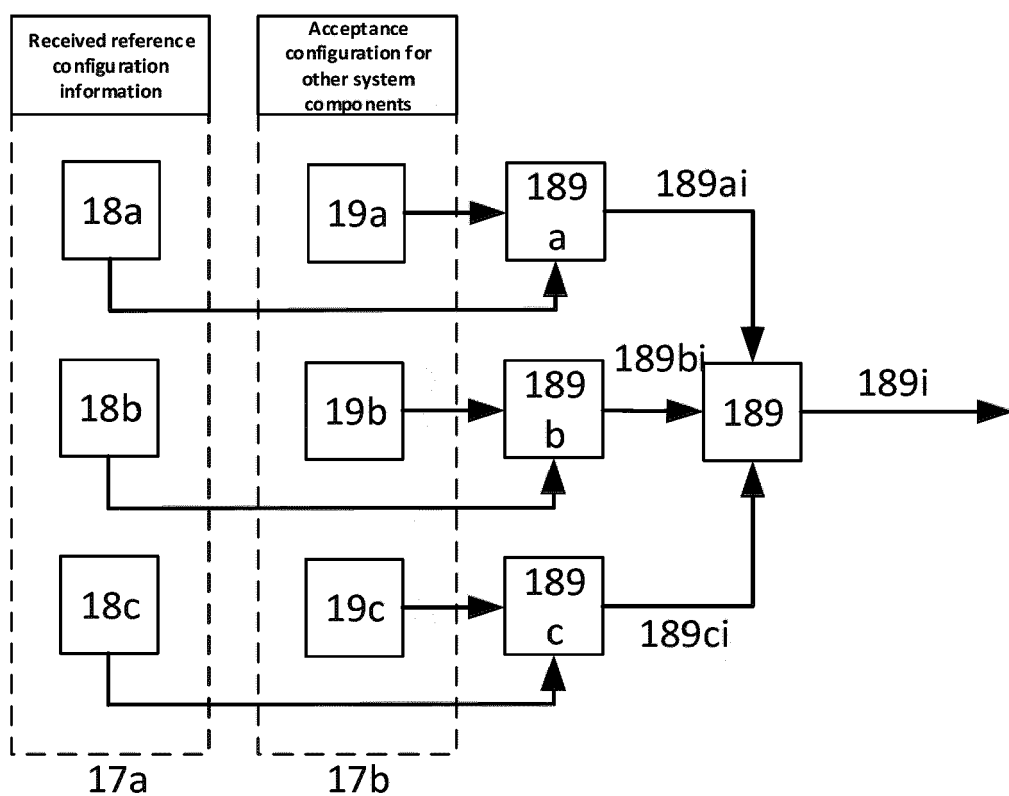 Received reference
configuration
information
Acceptance
configuration for
other system
components
18a
19a
189
a
189ai
18b
19b
189
b
189bi
189
189i
18c
19c
189
c
189ci
17a
17b